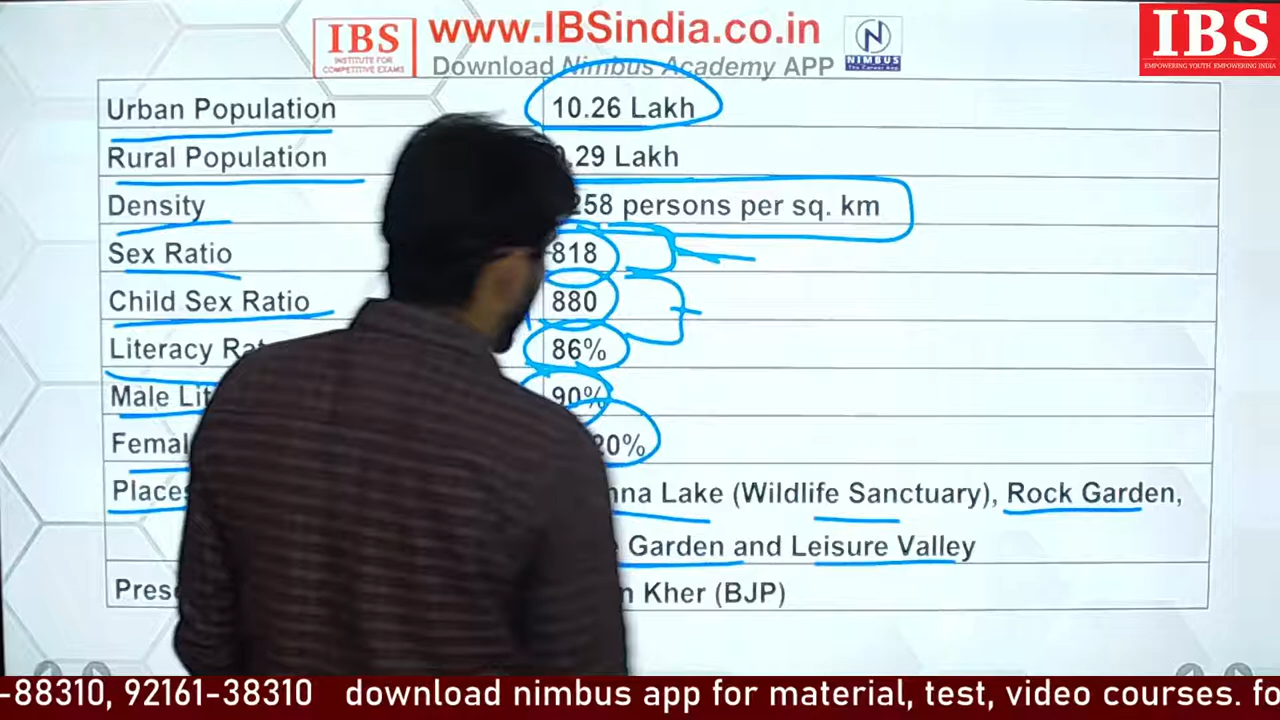 IBS
INSTITUTE FOR
COMPETITIVE EXAMS
www.IBSindia.co.in
Download Nimbus Academy APP
N
NIMBUS
The Career App
IBS
EMPOWERING YOUTH EMPOWERING INDIA
Urban Population 10.26 Lakh
Rural Population .29 Lakh
Density 258 persons per sq. km
Sex Ratio 818
Child Sex Ratio 880
Literacy 86%
Male 90%
20%
Places Lake (Wildlife Sanctuary), Rock Garden,
Garden and Leisure Valley
Kher (BJP)
-88310, 92161-38310 download nimbus app for material, test, video courses. fo